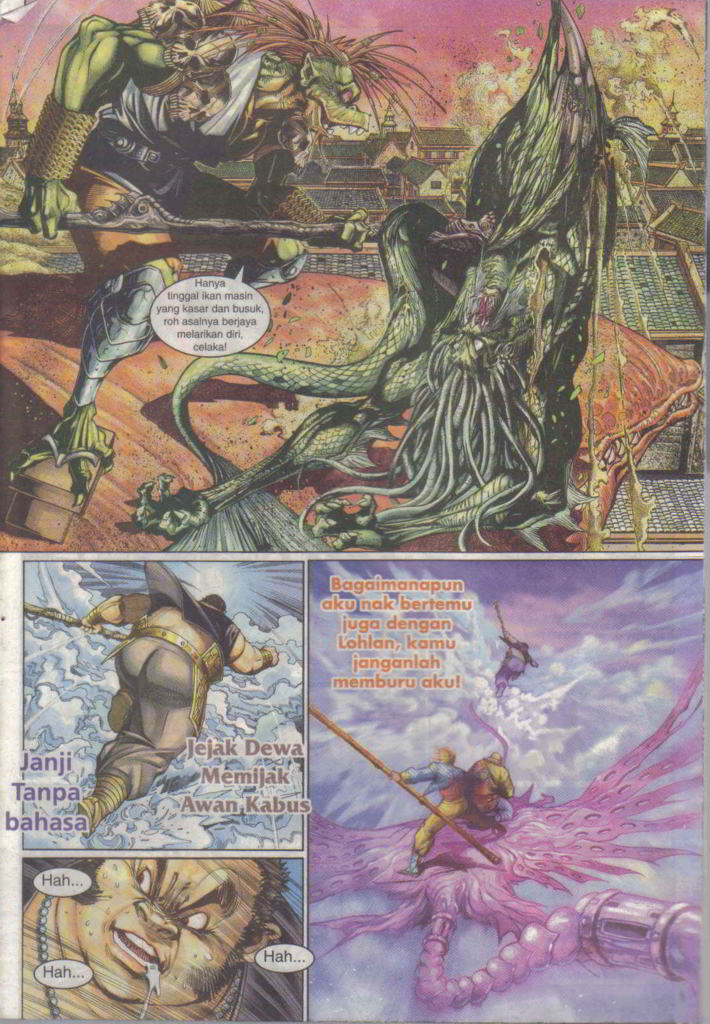 Hanya
tinggal ikan masin
yang kasar dan busuk,
roh asalnya berjaya
melarikan diri,
celaka!
Jejak Dewa
Memijak
Awan Kabus
Janji
Tanpa
bahasa
Bagaimanapun
aku nak bertemu
juga dengan
Lohlan, kamu
janganlah
memburu aku!
Hah...
Hah...
Hah...